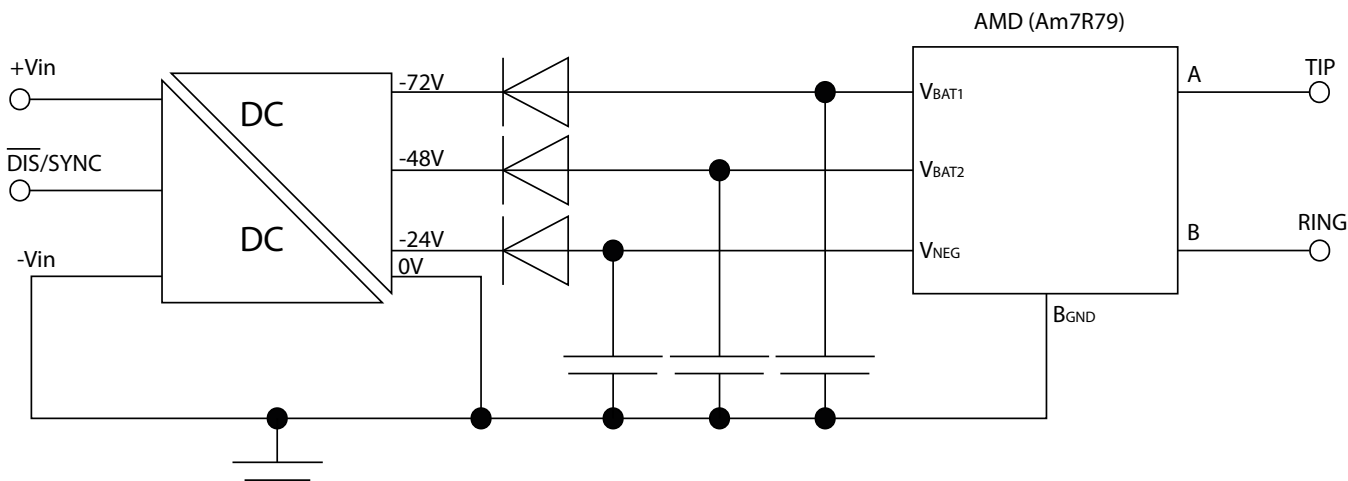 AMD (Am7R79)
+Vin
DC
-72V
VBAT1
A
TIP
DIS/SYNC
-48V
VBAT2
DC
-24V
VNEG
B
RING
-Vin
0V
BGND